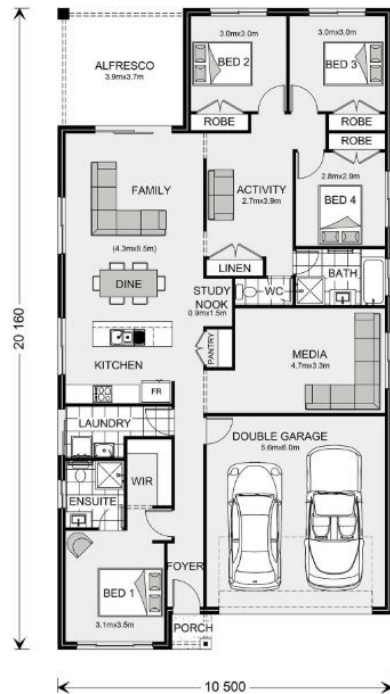 3.0mx3.0m
BED 2
3.0mx3.0m
BED 3
ALFRESCO
3.9mx3.7m
ROBE
ROBE
ROBE
FAMILY
ACTIVITY
2.7mx3.9m
2.8mx2.9m
BED 4
(4.3mx8.5m)
LINEN
BATH
DINE
STUDY
NOOK
0.9mx1.5m
WC
PANTRY
MEDIA
4.7mx3.3m
KITCHEN
FR
LAUNDRY
DOUBLE GARAGE
5.6mx6.0m
WIR
ENSUITE
FOYER
BED 1
3.1mx3.5m
PORCH
20 160
10 500